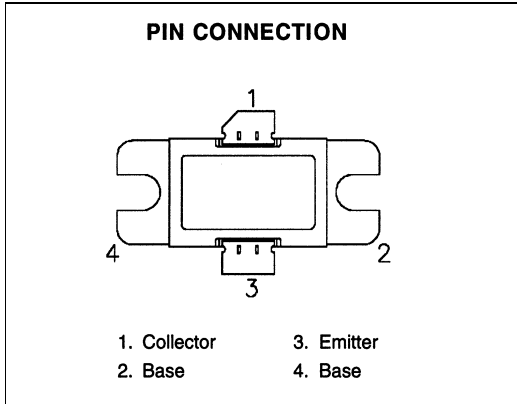 PIN CONNECTION
1
4
2
3
1. Collector 3. Emitter
2. Base 4. Base